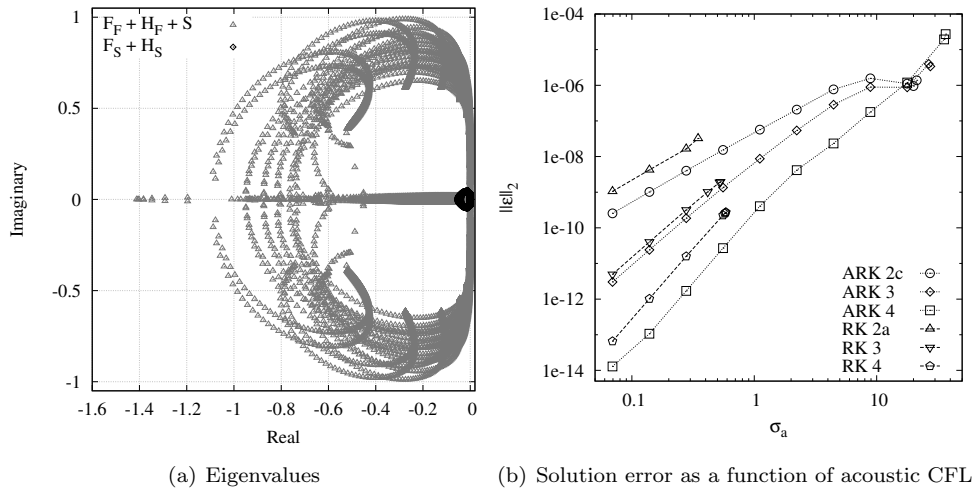 F_F + H_F + S
F_S + H_S
1
0.5
0
-0.5
-1
Imaginary
-1.6
-1.4
-1.2
-1
-0.8
-0.6
-0.4
-0.2
0
Real
(a) Eigenvalues
1e-04
1e-06
1e-08
1e-10
1e-12
1e-14
||ε||_2
ARK 2c
ARK 3
ARK 4
RK 2a
RK 3
RK 4
0.1
1
10
σ_a
(b) Solution error as a function of acoustic CFL